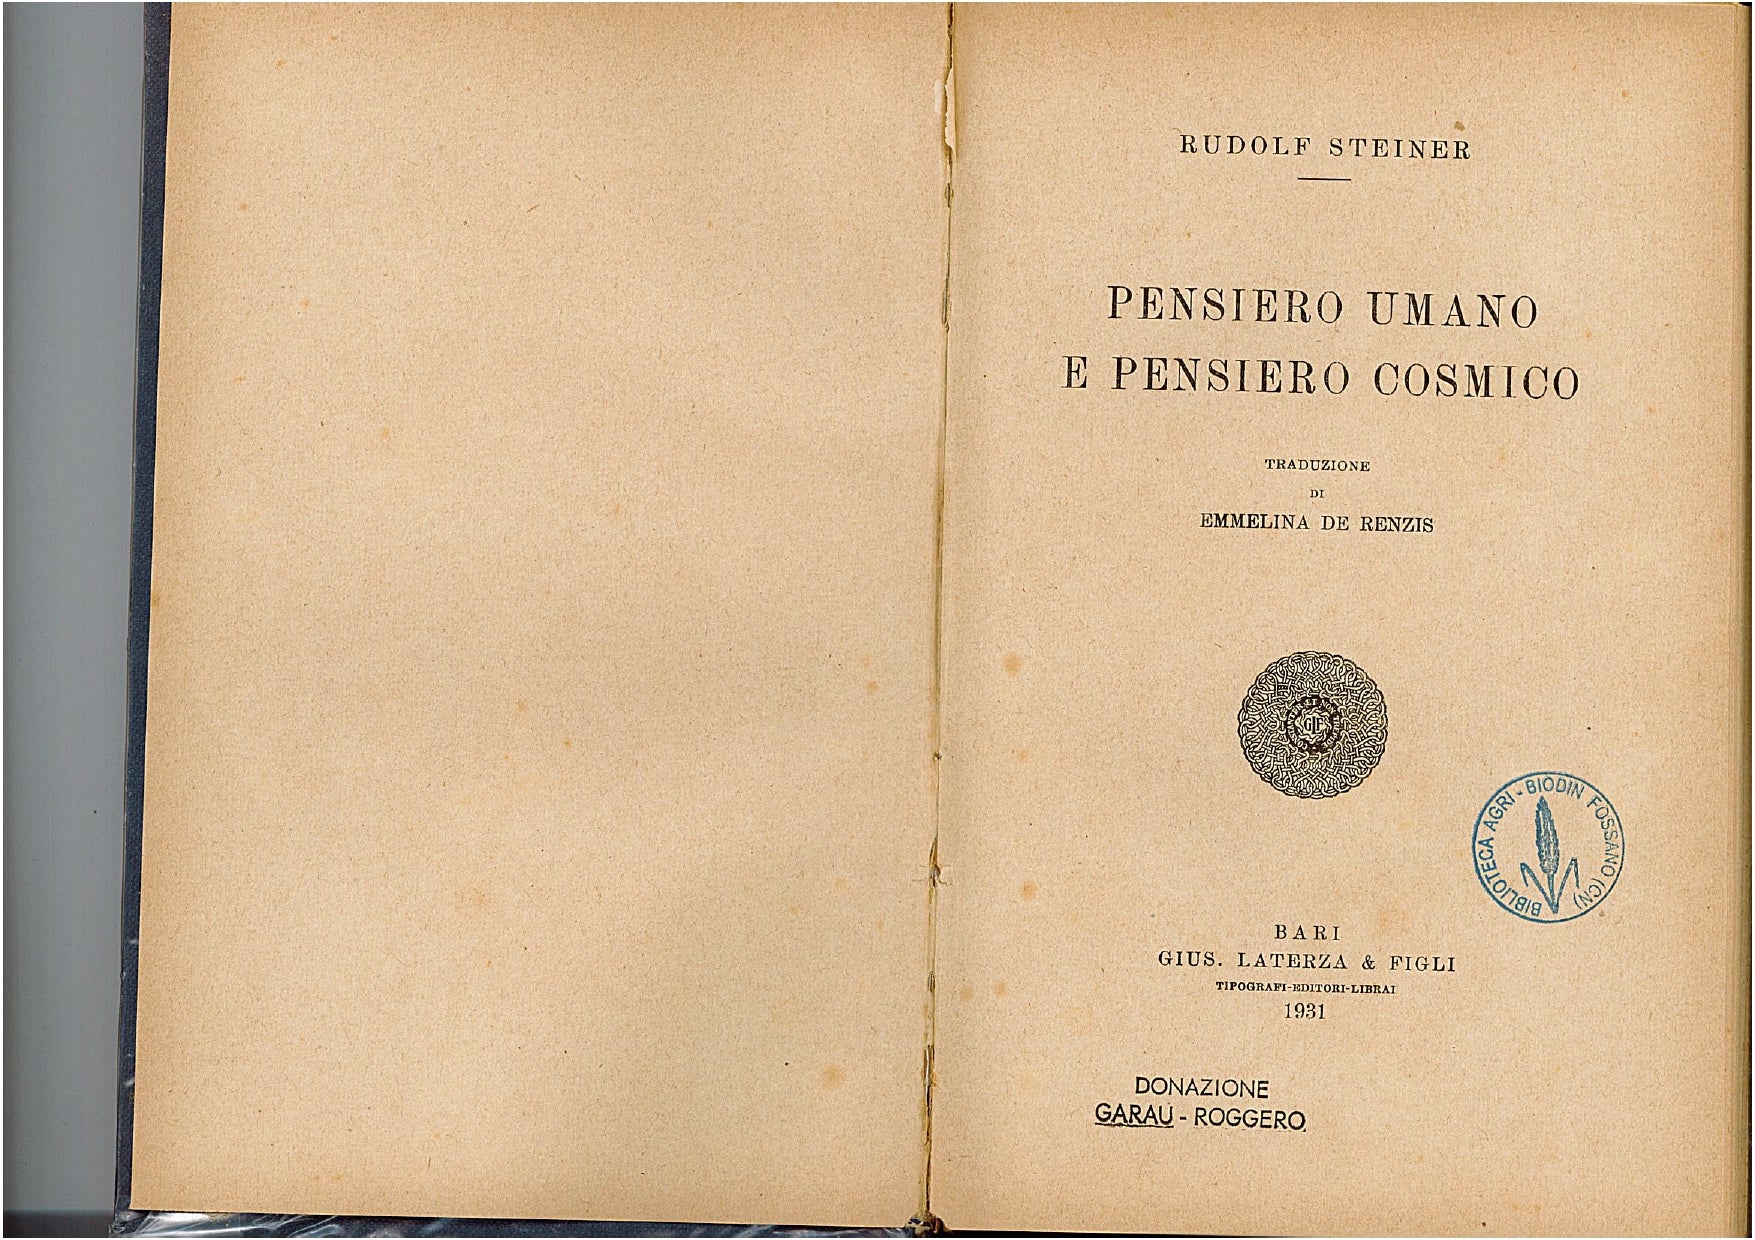 RUDOLF STEINER
PENSIERO UMANO
E PENSIERO COSMICO
TRADUZIONE
DI
EMMELINA DE RENZIS
GLF
BIBLIOTECA AGRI-BIODIN FOSSANO (CN)
BARI
GIUS. LATERZA & FIGLI
TIPOGRAFI-EDITORI-LIBRAI
1931
DONAZIONE
GARAU - ROGGERO